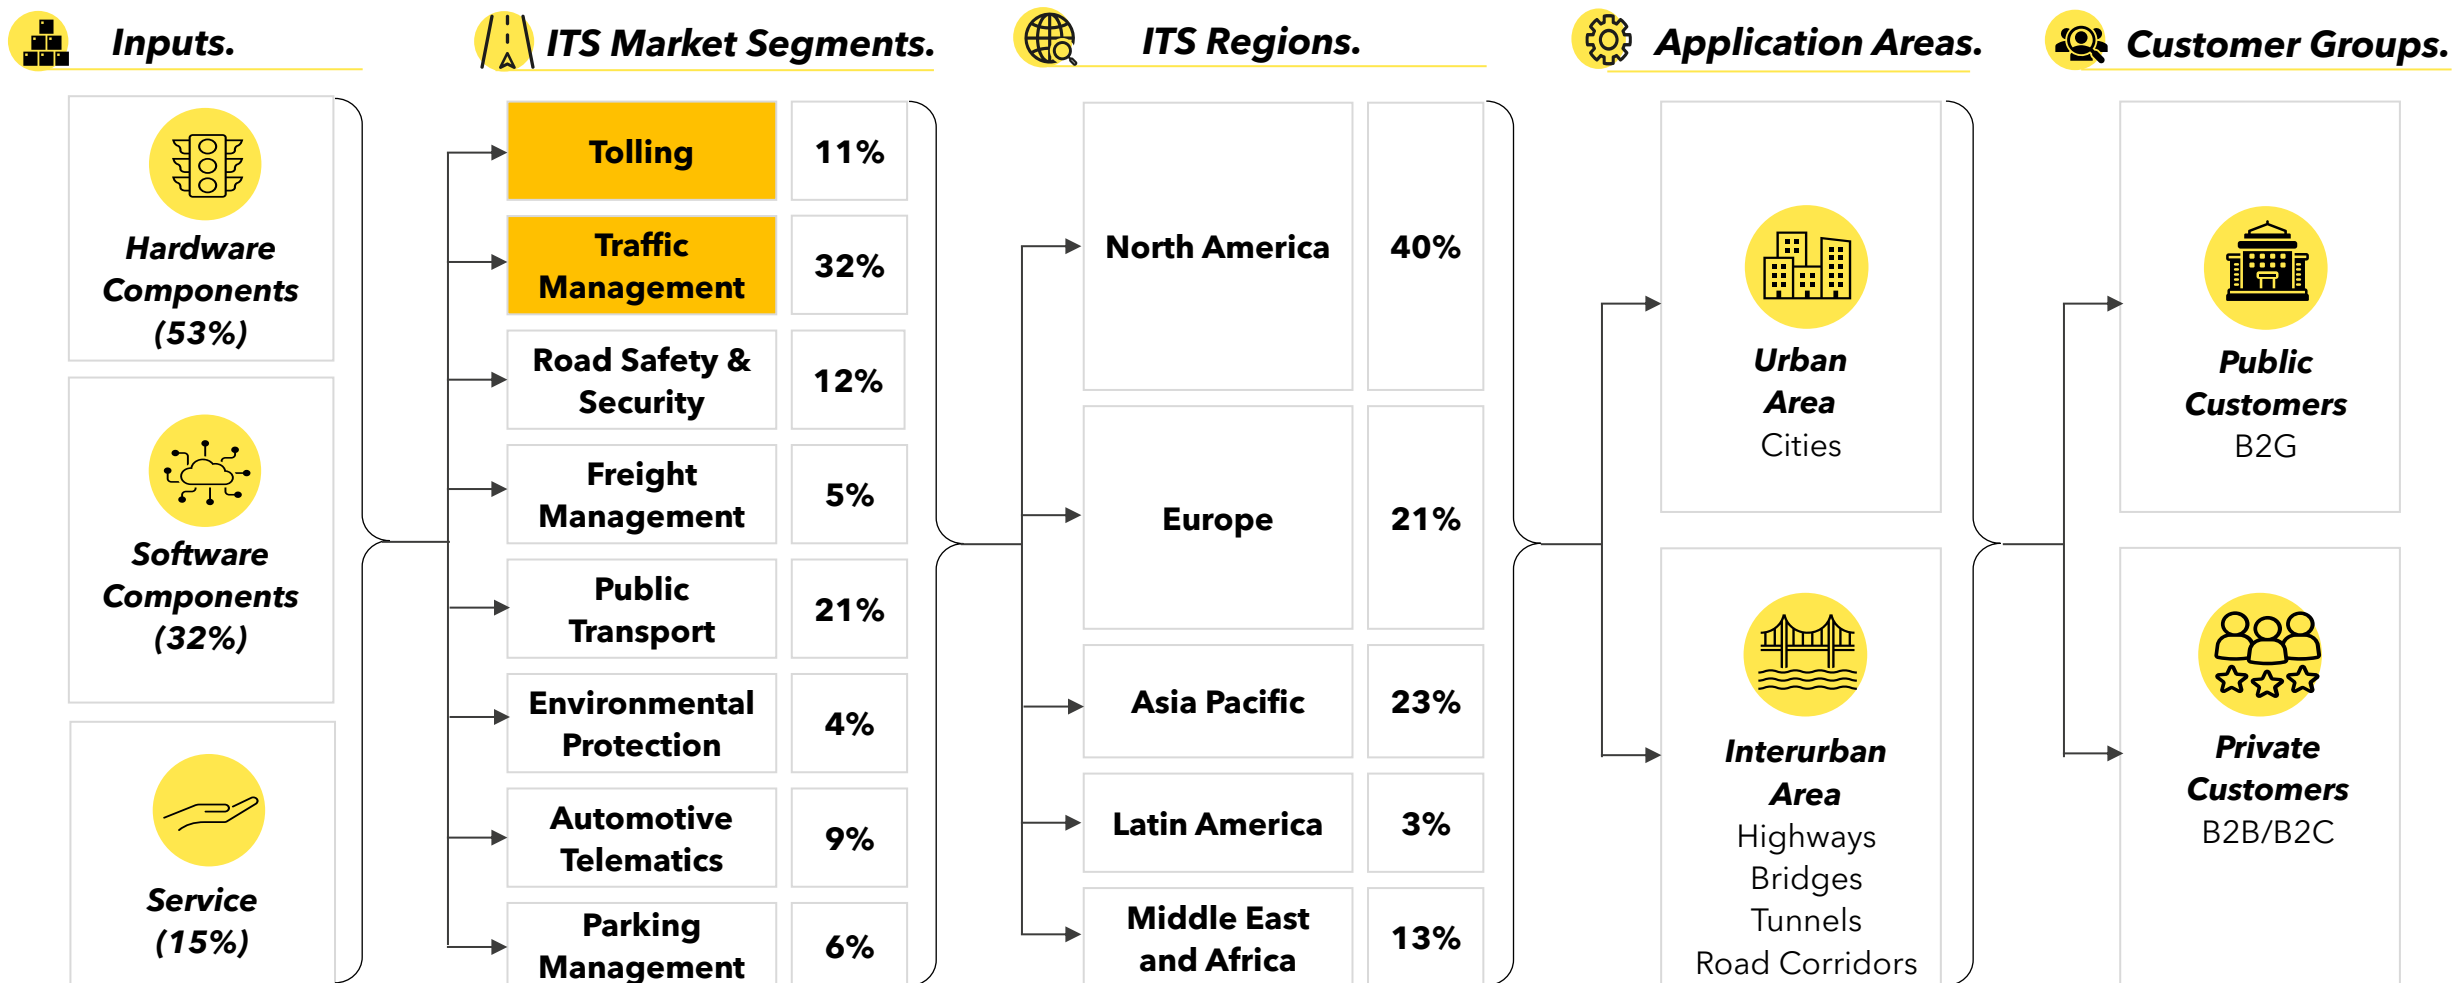 Inputs.
Hardware
Components
(53%)
Software
Components
(32%)
Service
(15%)
ITS Market Segments.
Tolling
11%
Traffic
Management
32%
Road Safety &
Security
12%
Freight
Management
5%
Public
Transport
21%
Environmental
Protection
4%
Automotive
Telematics
9%
Parking
Management
6%
ITS Regions.
North America
40%
Europe
21%
Asia Pacific
23%
Latin America
3%
Middle East
and Africa
13%
Application Areas.
Urban
Area
Cities
Interurban
Area
Highways
Bridges
Tunnels
Road Corridors
Customer Groups.
Public
Customers
B2G
Private
Customers
B2B/B2C